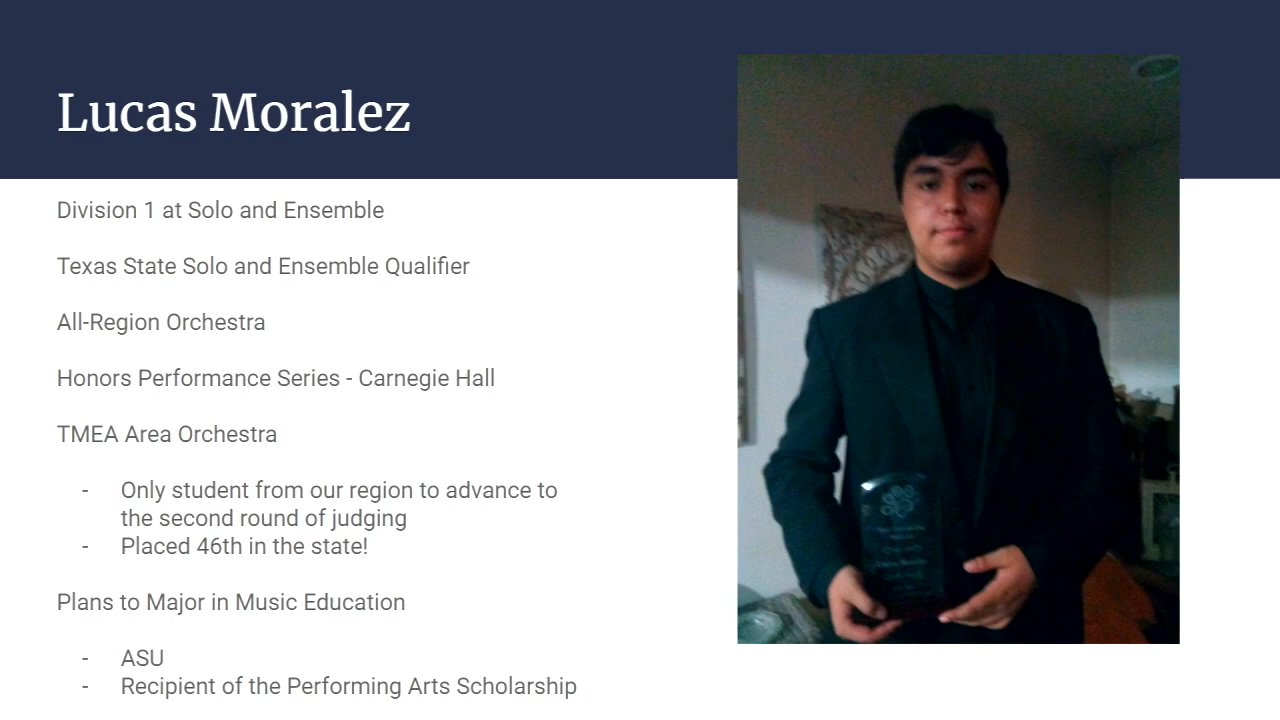 Lucas Moralez
Division 1 at Solo and Ensemble
Texas State Solo and Ensemble Qualifier
All-Region Orchestra
Honors Performance Series - Carnegie Hall
TMEA Area Orchestra
- Only student from our region to advance to
the second round of judging
- Placed 46th in the state!
Plans to Major in Music Education
- ASU
- Recipient of the Performing Arts Scholarship